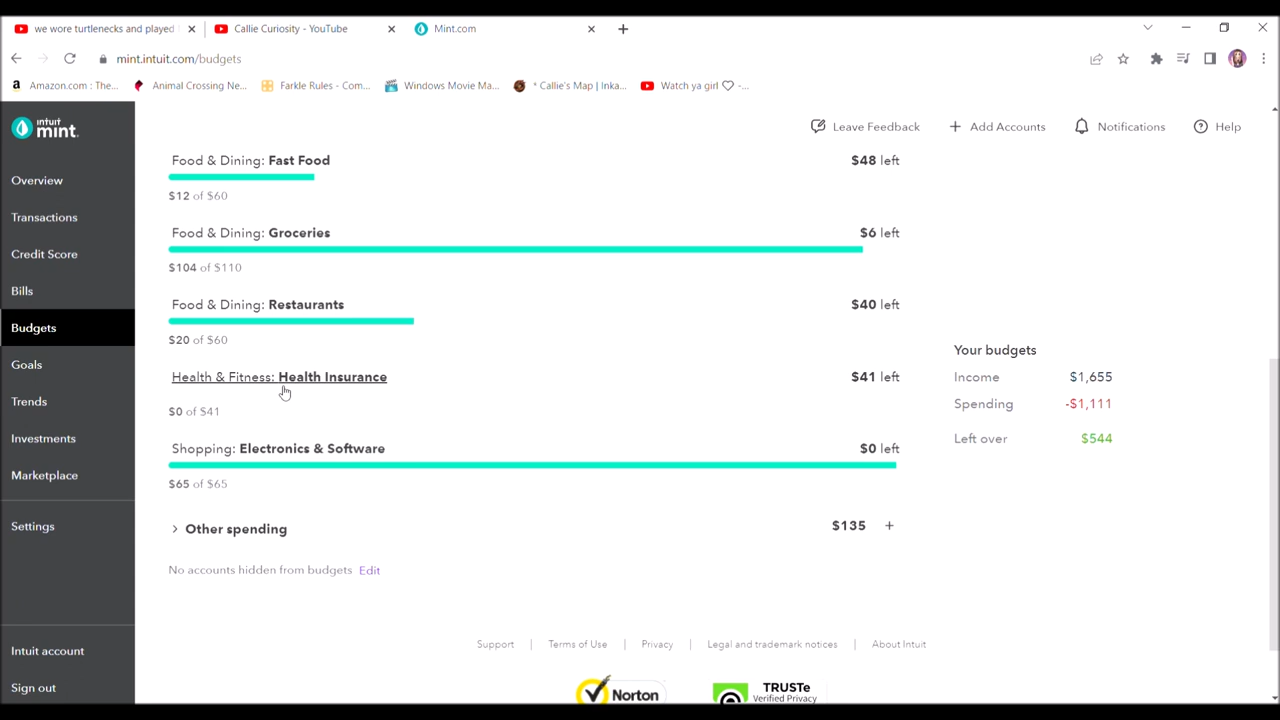 we wore turtlenecks and played
Callie Curiosity - YouTube
Mint.com
mint.intuit.com/budgets
Amazon.com : The...
Animal Crossing Ne...
Farkle Rules - Com...
Windows Movie Ma...
* Callie's Map | Inka...
Watch ya girl ♡ -...
intuit
mint
Leave Feedback
Add Accounts
Notifications
Help
Overview
Transactions
Credit Score
Bills
Budgets
Goals
Trends
Investments
Marketplace
Settings
Intuit account
Sign out
Food & Dining: Fast Food
$48 left
$12 of $60
Food & Dining: Groceries
$6 left
$104 of $110
Food & Dining: Restaurants
$40 left
$20 of $60
Health & Fitness: Health Insurance
$41 left
$0 of $41
Shopping: Electronics & Software
$0 left
$65 of $65
Other spending
$135 +
No accounts hidden from budgets Edit
Your budgets
Income $1,655
Spending -$1,111
Left over $544
Support | Terms of Use | Privacy | Legal and trademark notices | About Intuit
Norton
TRUSTe
Verified Privacy